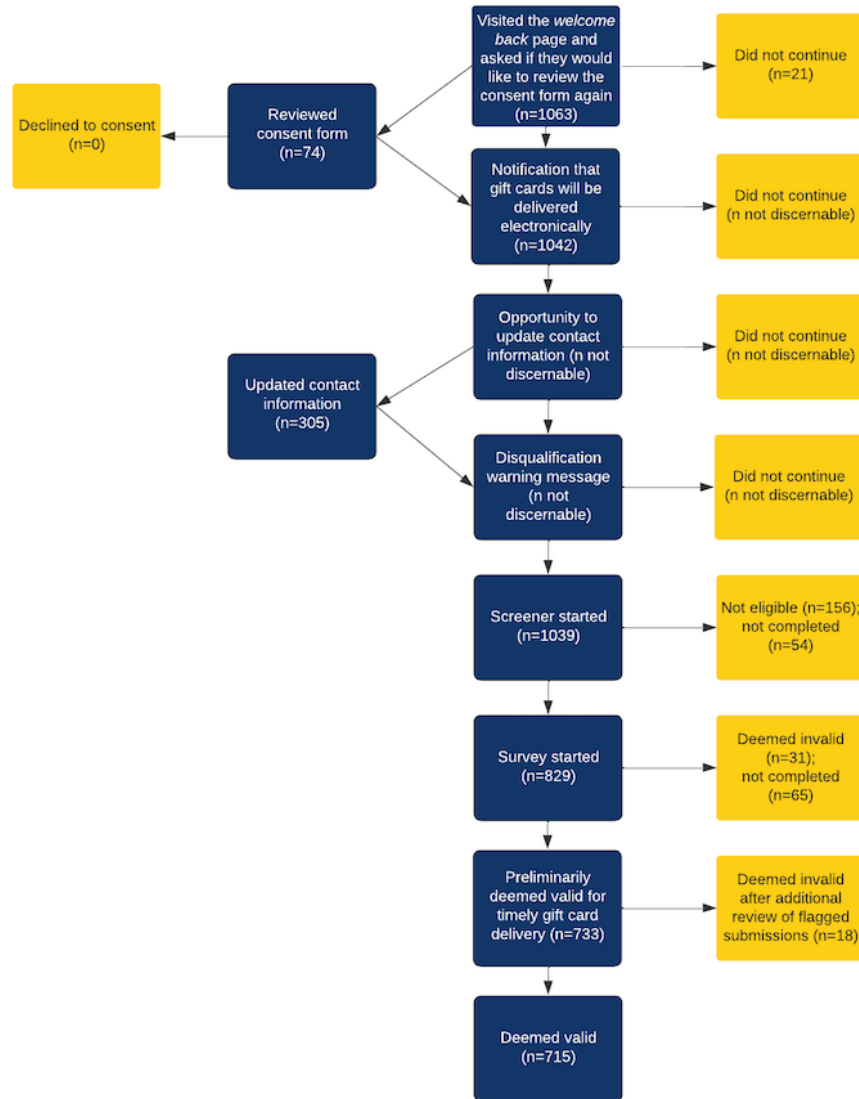 Visited the welcome
back page and
asked if they would
like to review the
consent form again
(n=1063)
Did not continue
(n=21)
Reviewed
consent form
(n=74)
Declined to consent
(n=0)
Notification that
gift cards will be
delivered
electronically
(n=1042)
Did not continue
(n not discernable)
Opportunity to
update contact
information (n not
discernable)
Did not continue
(n not discernable)
Updated contact
information
(n=305)
Disqualification
warning message
(n not
discernable)
Did not continue
(n not discernable)
Screener started
(n=1039)
Not eligible (n=156);
not completed
(n=54)
Survey started
(n=829)
Deemed invalid
(n=31);
not completed
(n=65)
Preliminarily
deemed valid for
timely gift card
delivery (n=733)
Deemed invalid
after additional
review of flagged
submissions (n=18)
Deemed valid
(n=715)